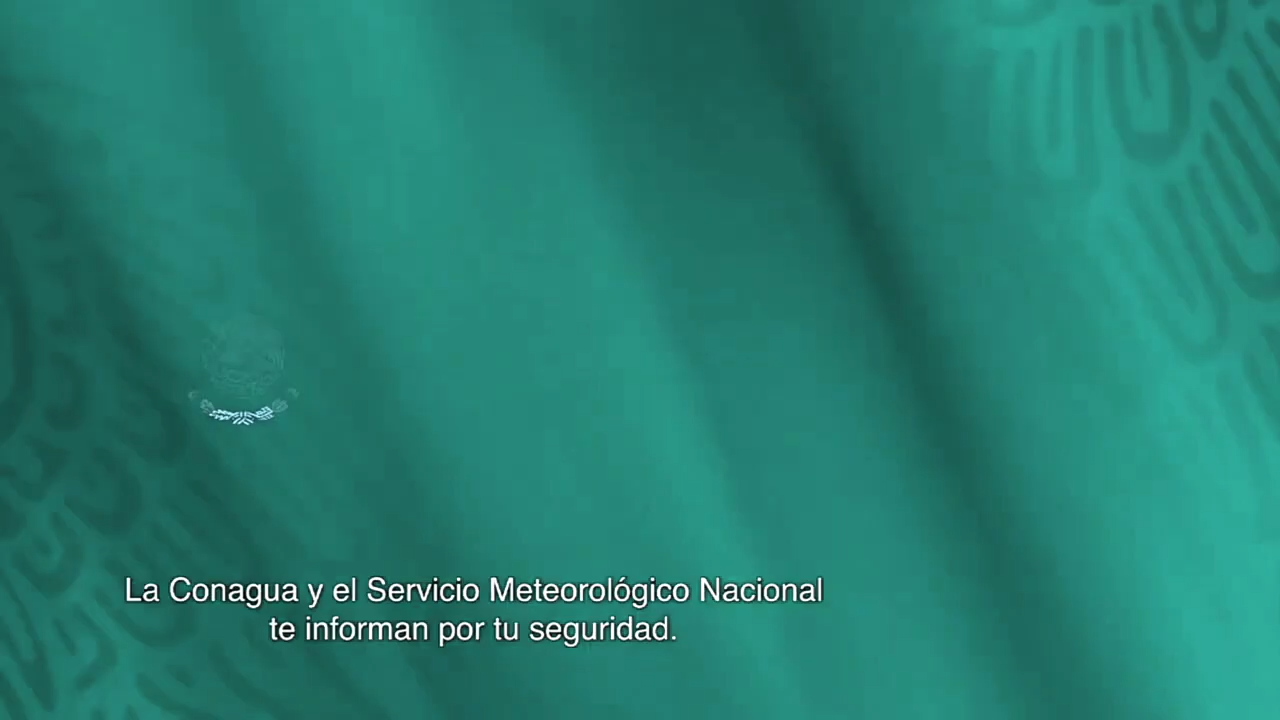 La Conagua y el Servicio Meteorológico Nacional
te informan por tu seguridad.